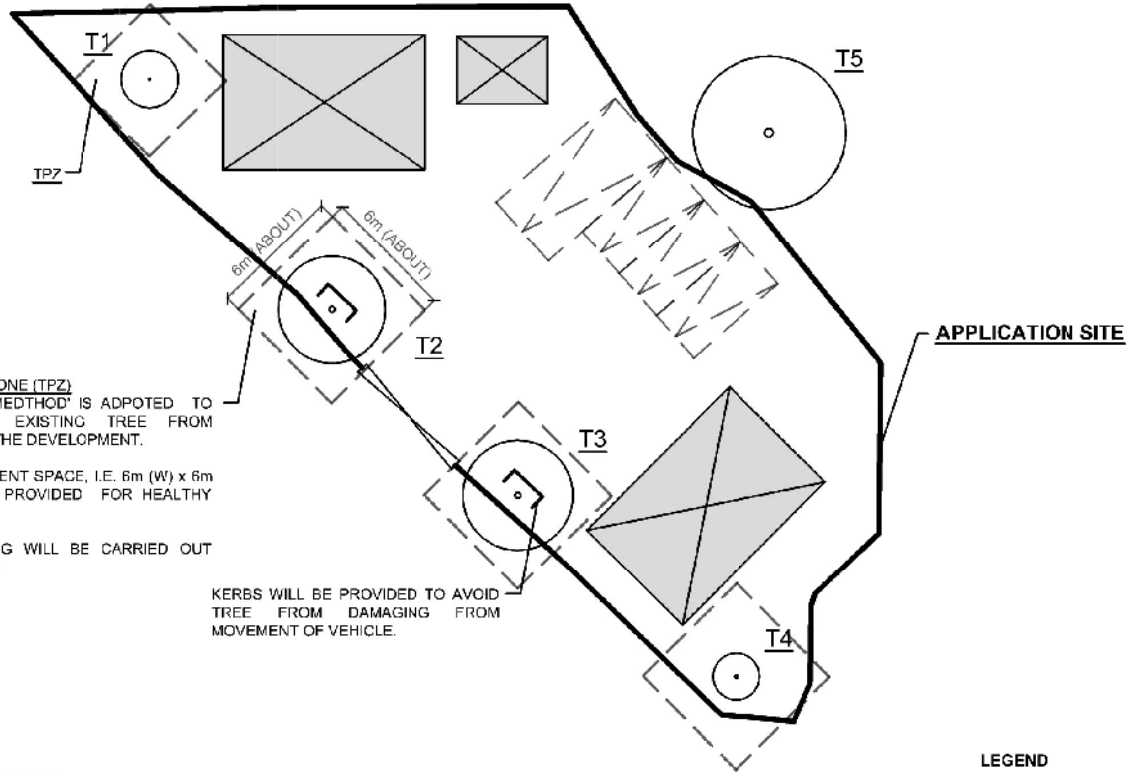 T1
T5
TPZ
6m (ABOUT)
6m (ABOUT)
T2
APPLICATION SITE
ONE (TPZ)
MEDTHOD' IS ADPOTED TO
EXISTING TREE FROM
THE DEVELOPMENT.
T3
ENT SPACE, I.E. 6m (W) x 6m
PROVIDED FOR HEALTHY
G WILL BE CARRIED OUT
KERBS WILL BE PROVIDED TO AVOID
TREE FROM DAMAGING FROM
MOVEMENT OF VEHICLE.
T4
LEGEND